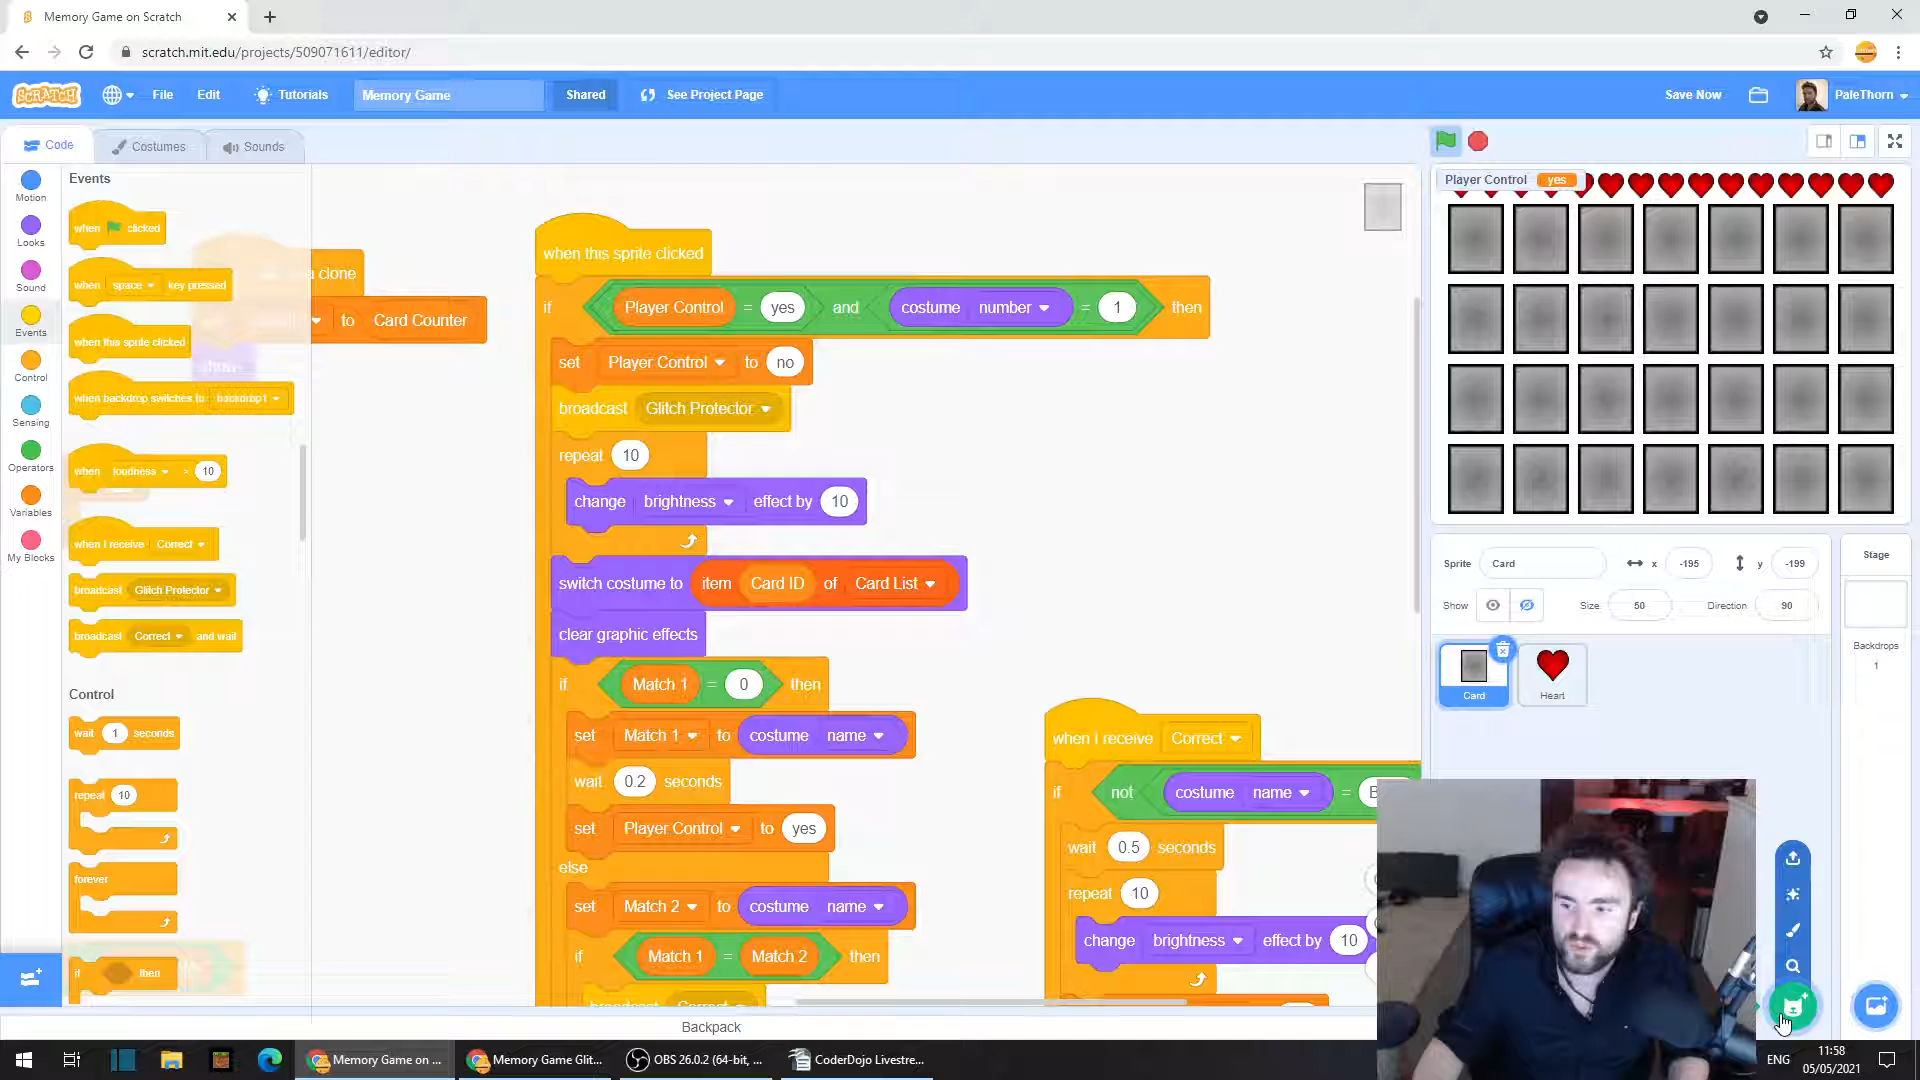 Memory Game on Scratch
scratch.mit.edu/projects/509071611/editor/
SCRATCH
File
Edit
Tutorials
Memory Game
Shared
See Project Page
Save Now
PaleThorn
Code
Costumes
Sounds
Motion
Looks
Sound
Events
Control
Sensing
Operators
Variables
My Blocks
Events
when clicked
when space key pressed
when this sprite clicked
when backdrop switches to backdrop1
when loudness > 10
when I receive Correct
broadcast Glitch Protector
broadcast Correct and wait
Control
wait 1 seconds
repeat 10
forever
if then
a clone
to Card Counter
when this sprite clicked
if Player Control = yes and costume number = 1 then
set Player Control to no
broadcast Glitch Protector
repeat 10
change brightness effect by 10
switch costume to item Card ID of Card List
clear graphic effects
if Match 1 = 0 then
set Match 1 to costume name
wait 0.2 seconds
set Player Control to yes
else
set Match 2 to costume name
if Match 1 = Match 2 then
broadcast Correct
when I receive Correct
if not costume name = B
wait 0.5 seconds
repeat 10
change brightness effect by 10
Player Control yes
Sprite Card x -195 y -199
Show Size 50 Direction 90
Card
Heart
Stage
Backdrops
1
Backpack
Memory Game on ...
Memory Game Glit...
OBS 26.0.2 (64-bit, ...
CoderDojo Livestre...
ENG
11:58
05/05/2021